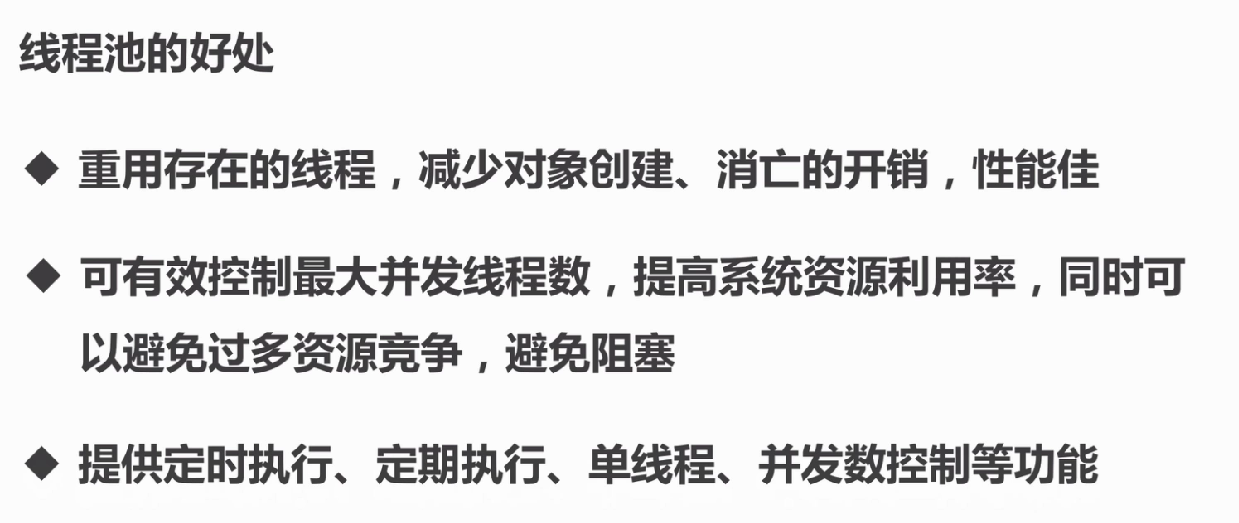 线程池的好处
◆ 重用存在的线程，减少对象创建、消亡的开销，性能佳
◆ 可有效控制最大并发线程数，提高系统资源利用率，同时可
以避免过多资源竞争，避免阻塞
◆ 提供定时执行、定期执行、单线程、并发数控制等功能